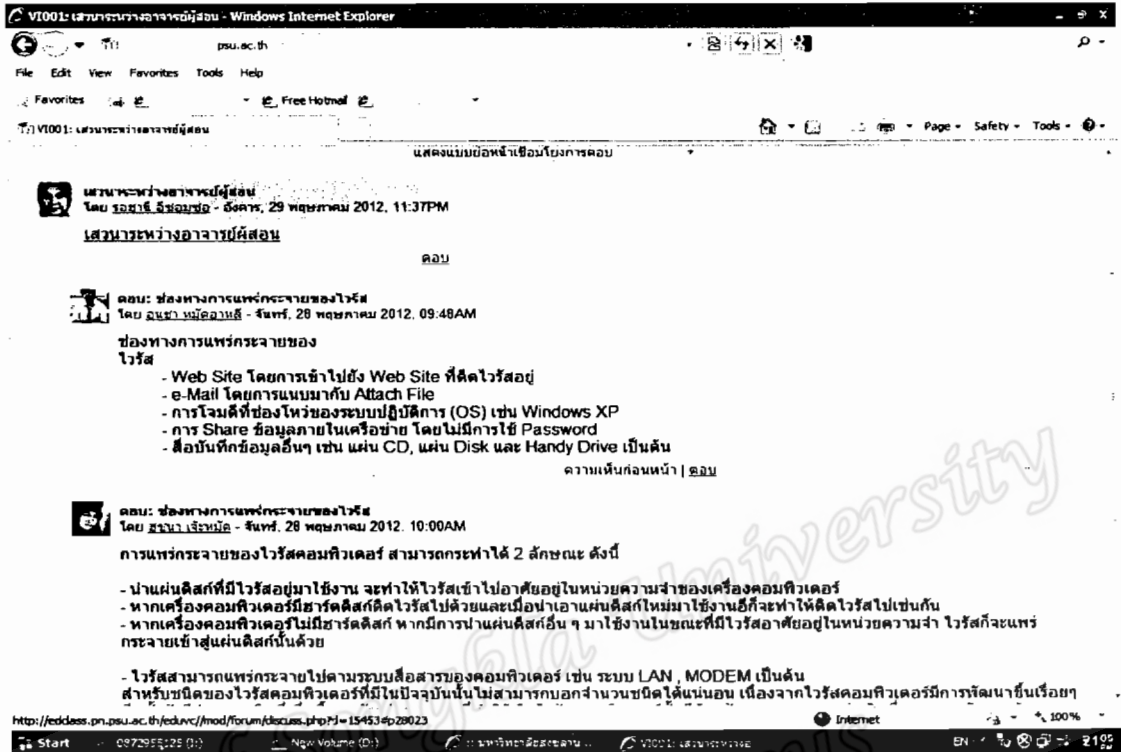 VI001: เสวนาระหว่างอาจารย์ผู้สอน - Windows Internet Explorer
psu.ac.th
File Edit View Favorites Tools Help
Favorites Free Hotmail
VI001: เสวนาระหว่างอาจารย์ผู้สอน Page Safety Tools
แสดงแบบย่อหน้าเชื่อมโยงการตอบ
เสวนาระหว่างอาจารย์ผู้สอน
โดย รอฮานี อิซอมซอ - อังคาร, 29 พฤษภาคม 2012, 11:37PM
เสวนาระหว่างอาจารย์ผู้สอน
ตอบ
ตอบ: ช่องทางการแพร่กระจายของไวรัส
โดย อนุชา หมัดอาหลี - จันทร์, 28 พฤษภาคม 2012, 09:48AM
ช่องทางการแพร่กระจายของ
ไวรัส
- Web Site โดยการเข้าไปยัง Web Site ที่ติดไวรัสอยู่
- e-Mail โดยการแนบมากับ Attach File
- การโจมตีที่ช่องโหว่ของระบบปฏิบัติการ (OS) เช่น Windows XP
- การ Share ข้อมูลภายในเครือข่าย โดยไม่มีการใช้ Password
- สื่อบันทึกข้อมูลอื่นๆ เช่น แผ่น CD, แผ่น Disk และ Handy Drive เป็นต้น
ความเห็นก่อนหน้า | ตอบ
ตอบ: ช่องทางการแพร่กระจายของไวรัส
โดย ฮุซนา เจ๊ะหมัด - จันทร์, 28 พฤษภาคม 2012, 10:00AM
การแพร่กระจายของไวรัสคอมพิวเตอร์ สามารถกระทำได้ 2 ลักษณะ ดังนี้
- นำแผ่นดิสก์ที่มีไวรัสอยู่มาใช้งาน จะทำให้ไวรัสเข้าไปอาศัยอยู่ในหน่วยความจำของเครื่องคอมพิวเตอร์
- หากเครื่องคอมพิวเตอร์มีฮาร์ดดิสก์ติดไวรัสไปด้วยและเมื่อนำเอาแผ่นดิสก์ใหม่มาใช้งานอีกก็จะทำให้ติดไวรัสไปเช่นกัน
- หากเครื่องคอมพิวเตอร์ไม่มีฮาร์ดดิสก์ หากมีการนำแผ่นดิสก์อื่น ๆ มาใช้งานในขณะที่มีไวรัสอาศัยอยู่ในหน่วยความจำ ไวรัสก็จะแพร่
กระจายเข้าสู่แผ่นดิสก์นั้นด้วย
- ไวรัสสามารถแพร่กระจายไปตามระบบสื่อสารของคอมพิวเตอร์ เช่น ระบบ LAN , MODEM เป็นต้น
สำหรับชนิดของไวรัสคอมพิวเตอร์ที่มีในปัจจุบันนั้นไม่สามารถบอกจำนวนชนิดได้แน่นอน เนื่องจากไวรัสคอมพิวเตอร์มีการพัฒนาขึ้นเรื่อยๆ
http://edclass.pn.psu.ac.th/eduvc//mod/forum/discuss.php?d=15453#p28023 Internet 100%
Start New Volume (D:) :: มหาวิทยาลัยสงขลาน... EN
Songkla University